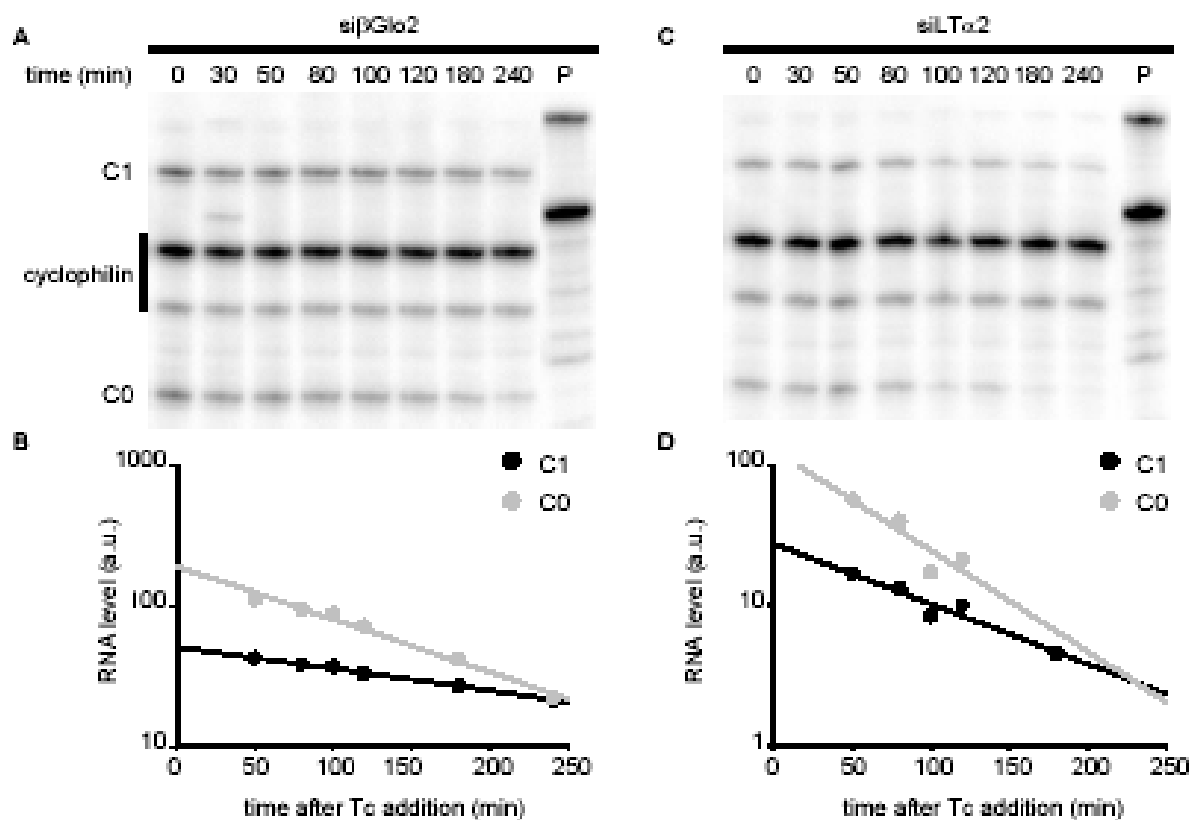 A
siβGlo2
time (min) 0 30 50 80 100 120 180 240 P
C1
cyclophilin
C0
C
siLTα2
0 30 50 80 100 120 180 240 P
B
1000
100
10
RNA level (a.u.)
C1
C0
0 50 100 150 200 250
time after Tc addition (min)
D
100
10
1
RNA level (a.u.)
C1
C0
0 50 100 150 200 250
time after Tc addition (min)